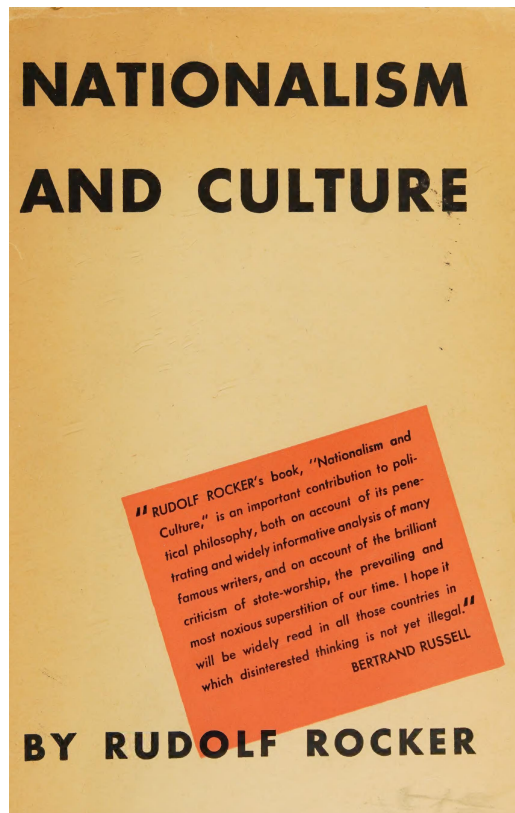 NATIONALISM
AND CULTURE
"RUDOLF ROCKER's book, "Nationalism and
Culture," is an important contribution to poli-
tical philosophy, both on account of its pene-
trating and widely informative analysis of many
famous writers, and on account of the brilliant
criticism of state-worship, the prevailing and
most noxious superstition of our time. I hope it
will be widely read in all those countries in
which disinterested thinking is not yet illegal."
BERTRAND RUSSELL
BY RUDOLF ROCKER